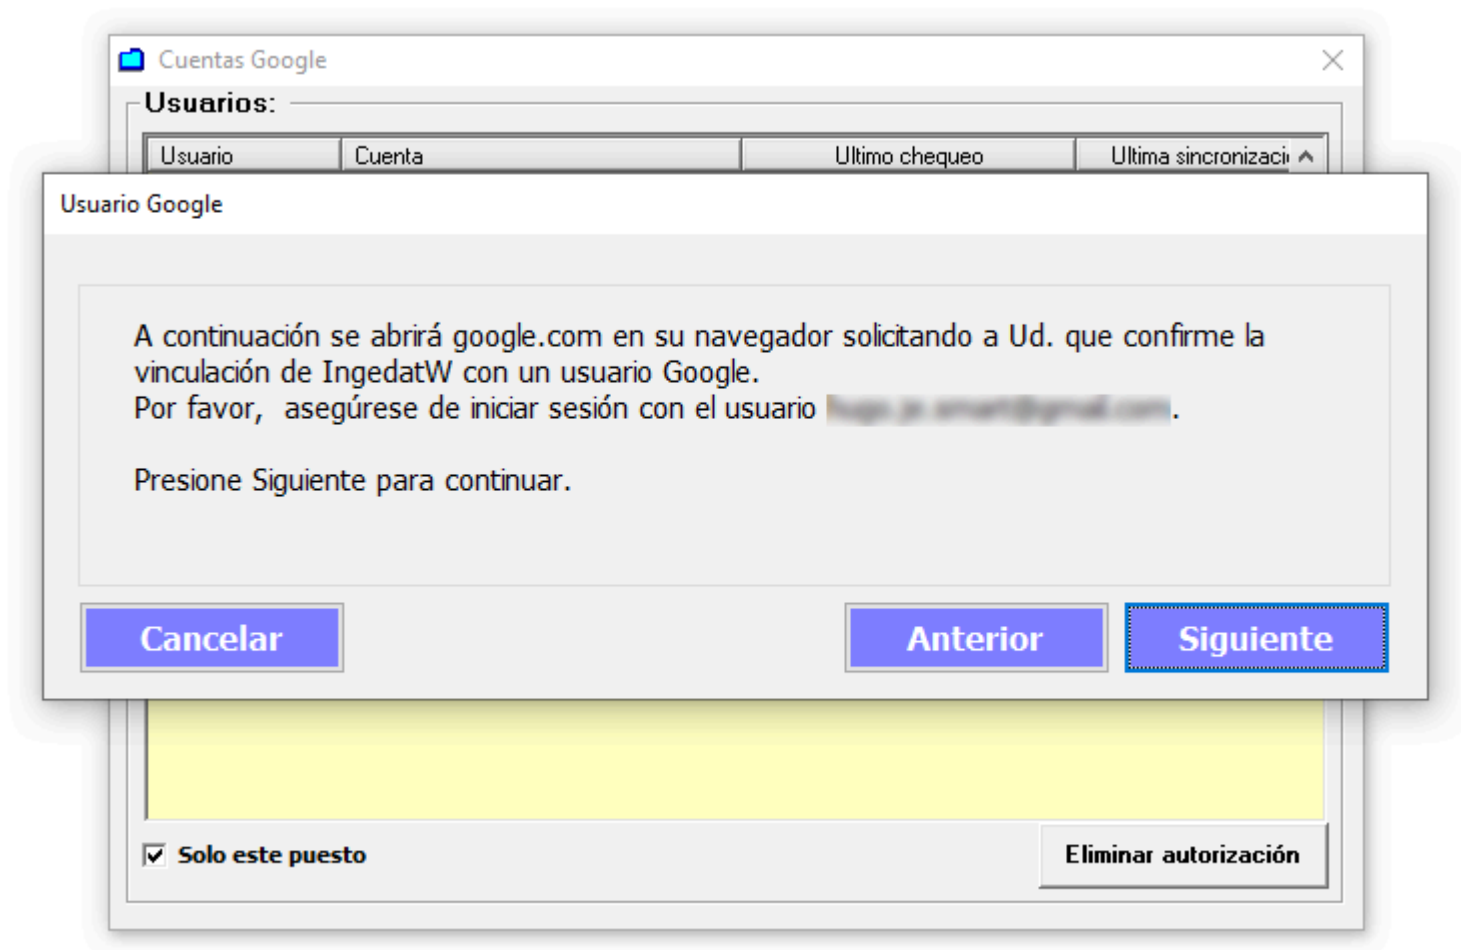 Cuentas Google
Usuarios:
Usuario Cuenta Ultimo chequeo Ultima sincronizaci
Usuario Google
A continuación se abrirá google.com en su navegador solicitando a Ud. que confirme la
vinculación de IngedatW con un usuario Google.
Por favor, asegúrese de iniciar sesión con el usuario .
Presione Siguiente para continuar.
Cancelar Anterior Siguiente
Solo este puesto Eliminar autorización